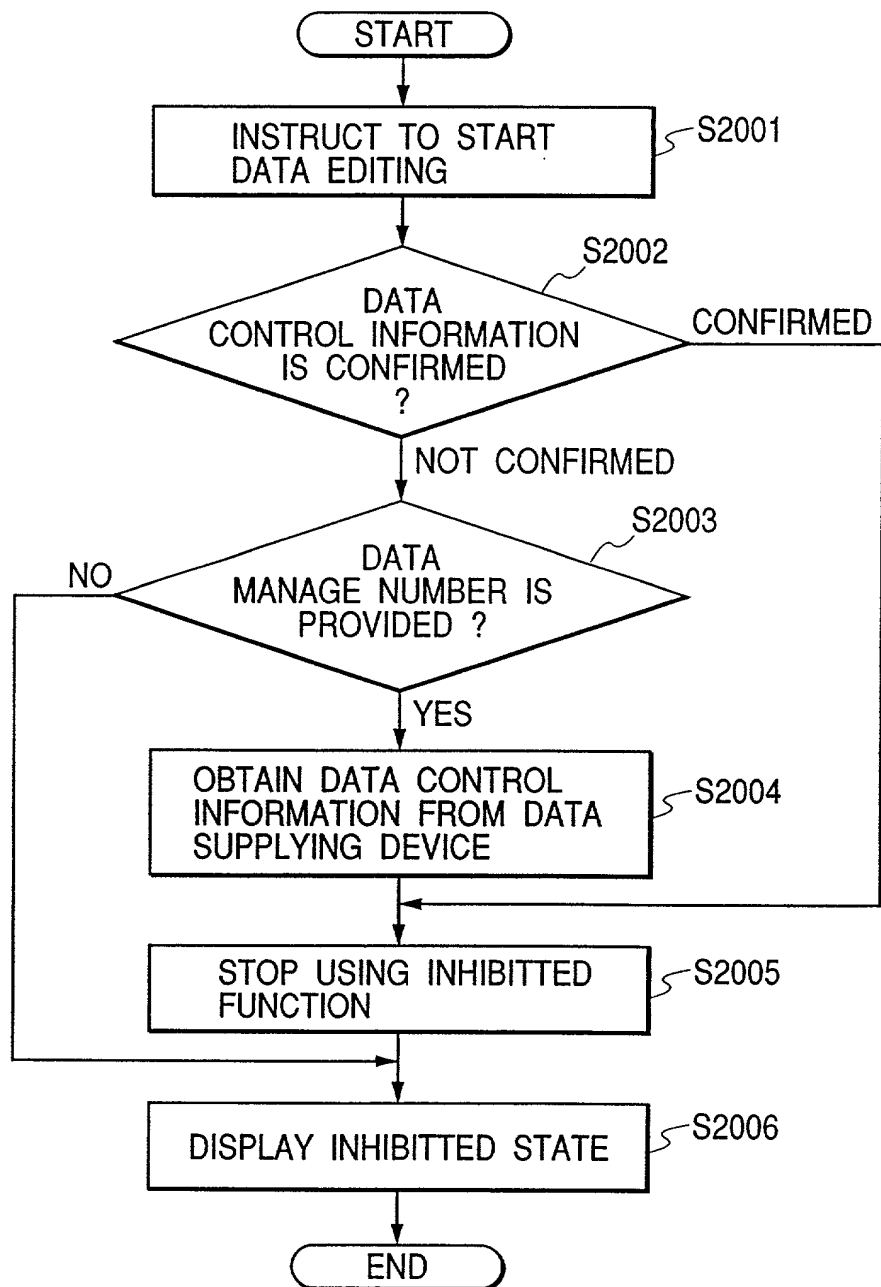 START
INSTRUCT TO START
DATA EDITING
S2001
S2002
DATA
CONTROL INFORMATION
IS CONFIRMED
?
CONFIRMED
NOT CONFIRMED
S2003
DATA
MANAGE NUMBER IS
PROVIDED ?
NO
YES
OBTAIN DATA CONTROL
INFORMATION FROM DATA
SUPPLYING DEVICE
S2004
STOP USING INHIBITTED
FUNCTION
S2005
DISPLAY INHIBITTED STATE
S2006
END